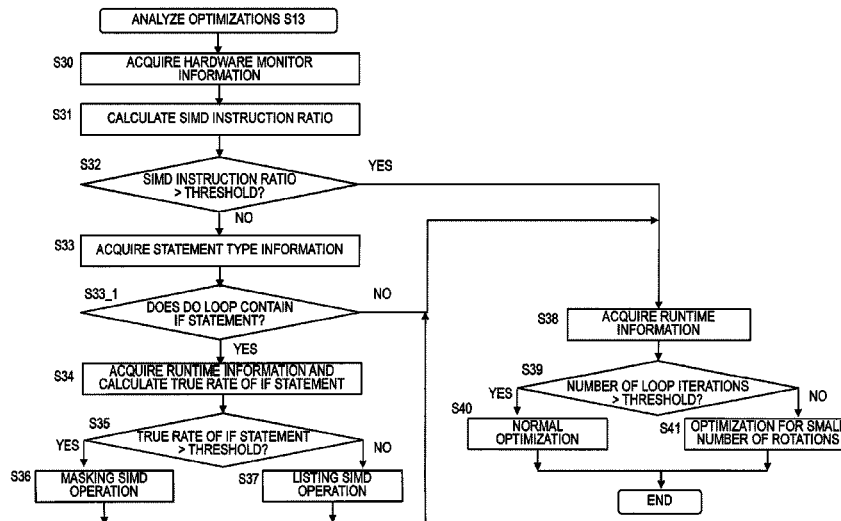 ANALYZE OPTIMIZATIONS S13
S30
ACQUIRE HARDWARE MONITOR
INFORMATION
S31
CALCULATE SIMD INSTRUCTION RATIO
S32
YES
SIMD INSTRUCTION RATIO
> THRESHOLD?
NO
S33
ACQUIRE STATEMENT TYPE INFORMATION
S33_1
NO
DOES DO LOOP CONTAIN
IF STATEMENT?
YES
S34
ACQUIRE RUNTIME INFORMATION AND
CALCULATE TRUE RATE OF IF STATEMENT
S35
YES
TRUE RATE OF IF STATEMENT
> THRESHOLD?
NO
S36
MASKING SIMD
OPERATION
S37
LISTING SIMD
OPERATION
S38
ACQUIRE RUNTIME
INFORMATION
S39
YES
NUMBER OF LOOP ITERATIONS
> THRESHOLD?
NO
S40
NORMAL
OPTIMIZATION
S41
OPTIMIZATION FOR SMALL
NUMBER OF ROTATIONS
END